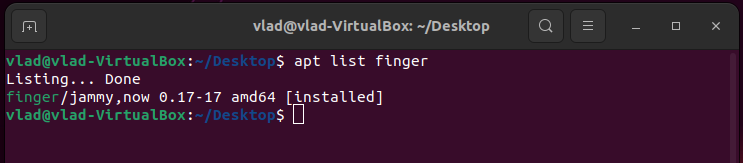 vlad@vlad-VirtualBox: ~/Desktop
vlad@vlad-VirtualBox:~/Desktop$ apt list finger
Listing... Done
finger/jammy,now 0.17-17 amd64 [installed]
vlad@vlad-VirtualBox:~/Desktop$